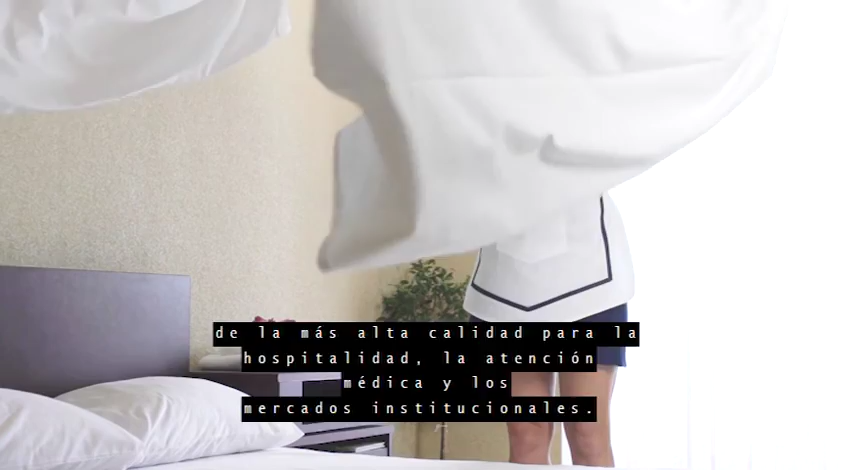 de la más alta calidad para la
hospitalidad, la atención
médica y los
mercados institucionales.